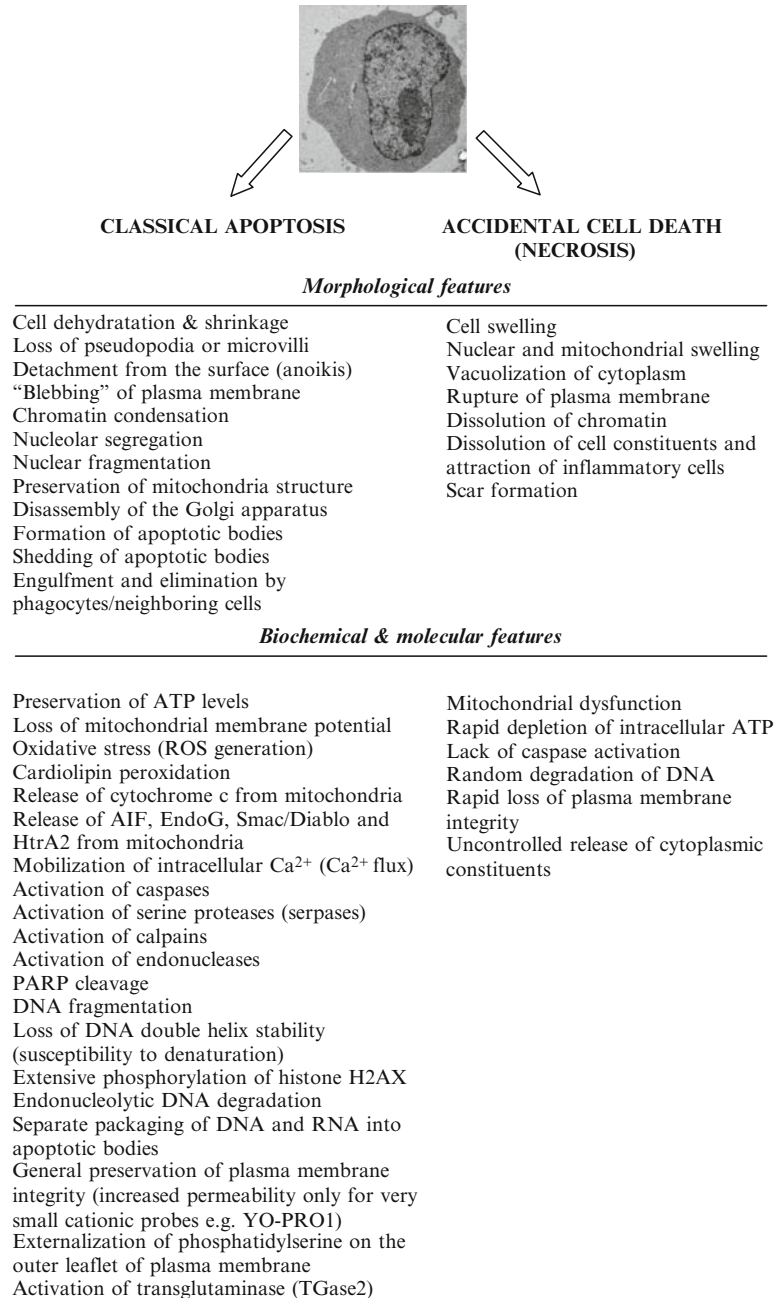 CLASSICAL APOPTOSIS
ACCIDENTAL CELL DEATH
(NECROSIS)
Morphological features
Cell dehydratation & shrinkage
Loss of pseudopodia or microvilli
Detachment from the surface (anoikis)
“Blebbing” of plasma membrane
Chromatin condensation
Nucleolar segregation
Nuclear fragmentation
Preservation of mitochondria structure
Disassembly of the Golgi apparatus
Formation of apoptotic bodies
Shedding of apoptotic bodies
Engulfment and elimination by
phagocytes/neighboring cells
Cell swelling
Nuclear and mitochondrial swelling
Vacuolization of cytoplasm
Rupture of plasma membrane
Dissolution of chromatin
Dissolution of cell constituents and
attraction of inflammatory cells
Scar formation
Biochemical & molecular features
Preservation of ATP levels
Loss of mitochondrial membrane potential
Oxidative stress (ROS generation)
Cardiolipin peroxidation
Release of cytochrome c from mitochondria
Release of AIF, EndoG, Smac/Diablo and
HtrA2 from mitochondria
Mobilization of intracellular Ca²⁺ (Ca²⁺ flux)
Activation of caspases
Activation of serine proteases (serpases)
Activation of calpains
Activation of endonucleases
PARP cleavage
DNA fragmentation
Loss of DNA double helix stability
(susceptibility to denaturation)
Extensive phosphorylation of histone H2AX
Endonucleolytic DNA degradation
Separate packaging of DNA and RNA into
apoptotic bodies
General preservation of plasma membrane
integrity (increased permeability only for very
small cationic probes e.g. YO-PRO1)
Externalization of phosphatidylserine on the
outer leaflet of plasma membrane
Activation of transglutaminase (TGase2)
Mitochondrial dysfunction
Rapid depletion of intracellular ATP
Lack of caspase activation
Random degradation of DNA
Rapid loss of plasma membrane
integrity
Uncontrolled release of cytoplasmic
constituents